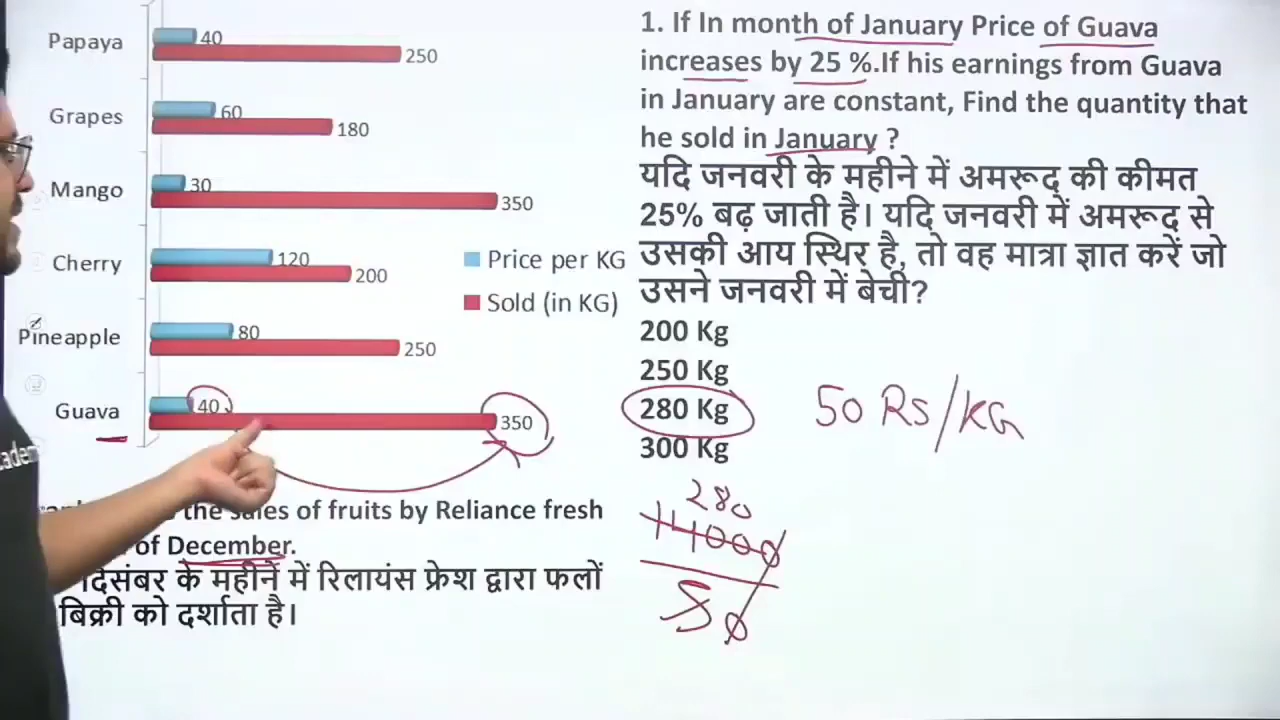 Papaya 40
250
Grapes 60
180
Mango 30
350
Cherry 120
200
Pineapple 80
250
Guava 40
350
Price per KG
Sold (in KG)
the sales of fruits by Reliance fresh
of December.
दिसंबर के महीने में रिलायंस फ्रेश द्वारा फलों
बिक्री को दर्शाता है।
1. If In month of January Price of Guava
increases by 25 %.If his earnings from Guava
in January are constant, Find the quantity that
he sold in January ?
यदि जनवरी के महीने में अमरूद की कीमत
25% बढ़ जाती है। यदि जनवरी में अमरूद से
उसकी आय स्थिर है, तो वह मात्रा ज्ञात करें जो
उसने जनवरी में बेची?
200 Kg
250 Kg
280 Kg
300 Kg
50 Rs/KG
280
14000
50